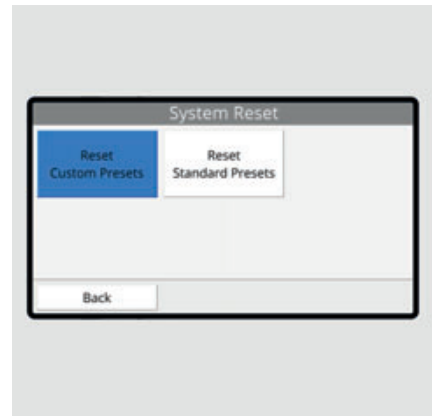 System Reset
Reset
Custom Presets
Reset
Standard Presets
Back